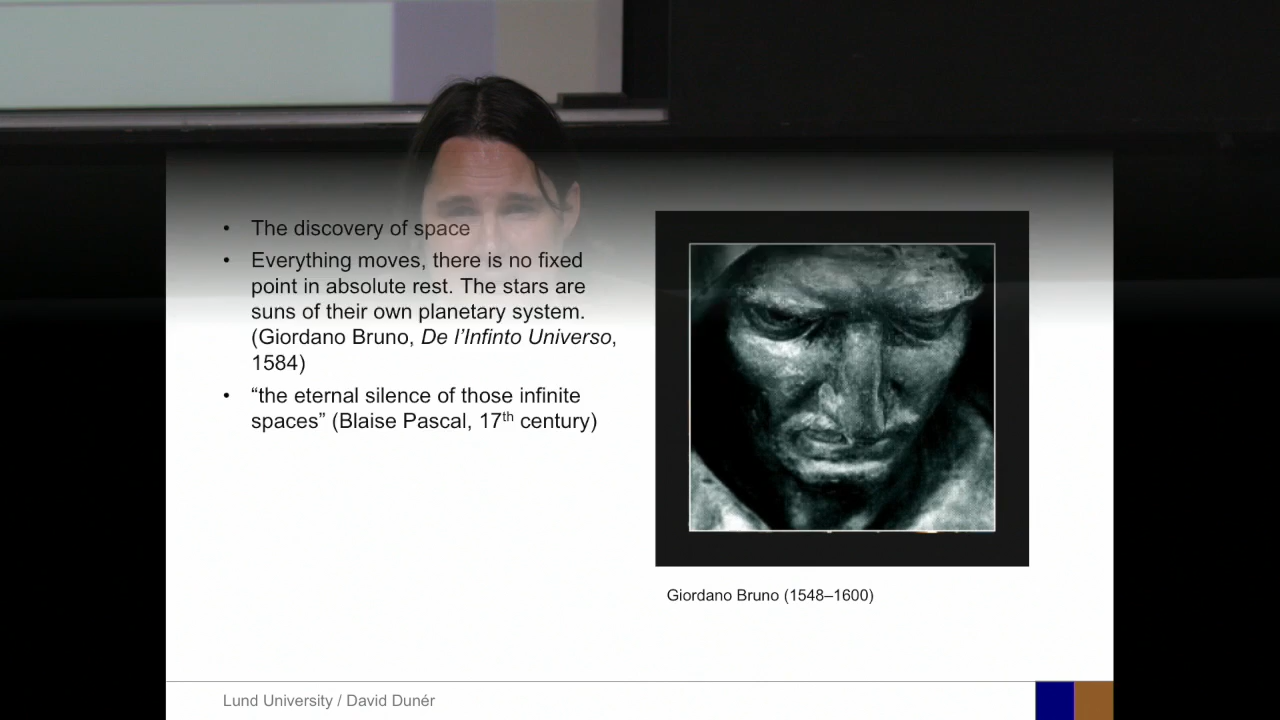 • The discovery of space
• Everything moves, there is no fixed
point in absolute rest. The stars are
suns of their own planetary system.
(Giordano Bruno, De l’Infinto Universo,
1584)
• “the eternal silence of those infinite
spaces” (Blaise Pascal, 17th century)
Giordano Bruno (1548–1600)
Lund University / David Dunér